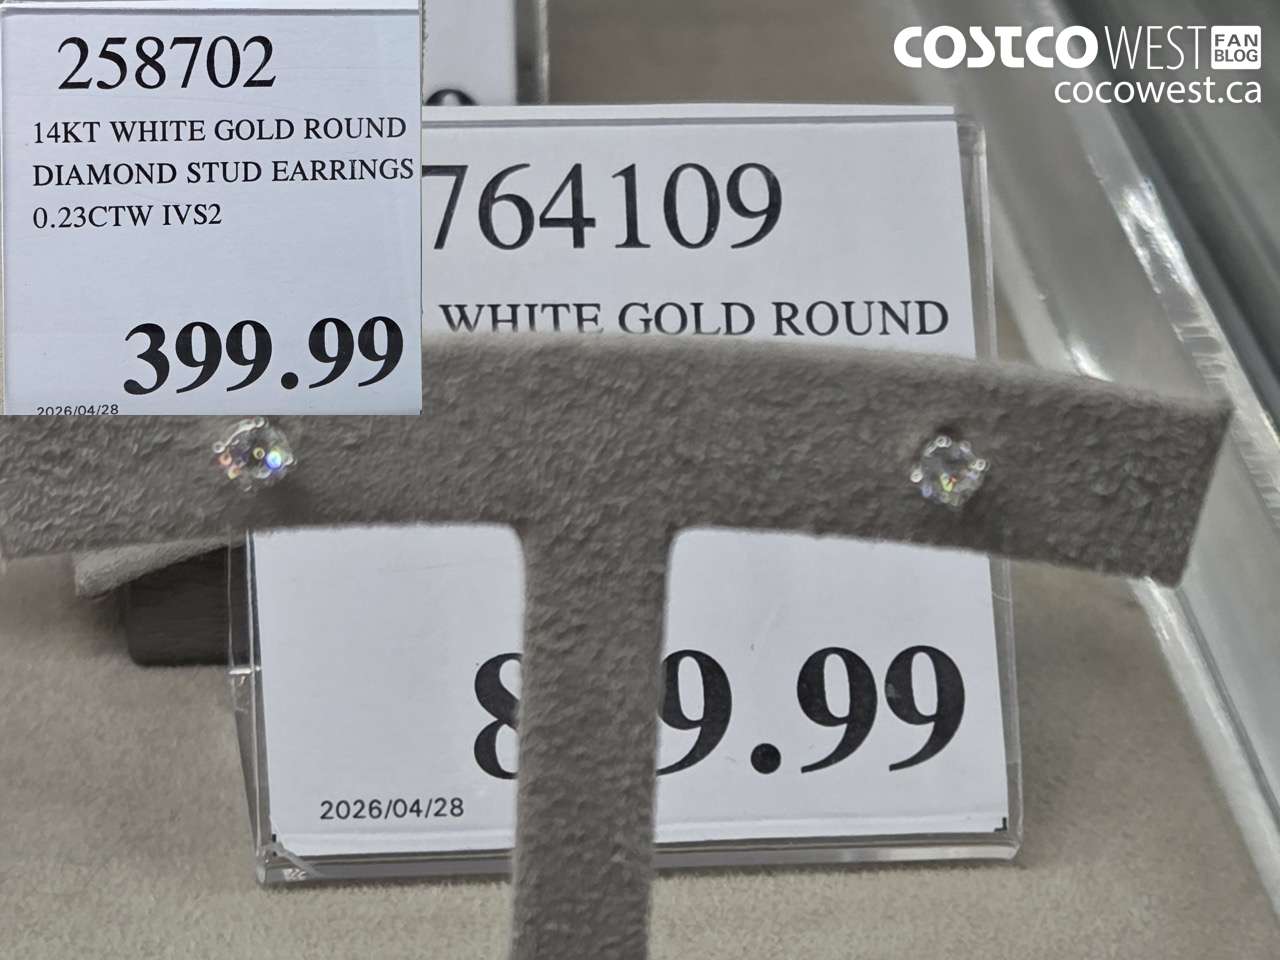 258702
14KT WHITE GOLD ROUND
DIAMOND STUD EARRINGS
0.23CTW IVS2
399.99
2026/04/28
COSTCO WEST FAN BLOG
cocowest.ca
764109
WHITE GOLD ROUND
9.99
2026/04/28